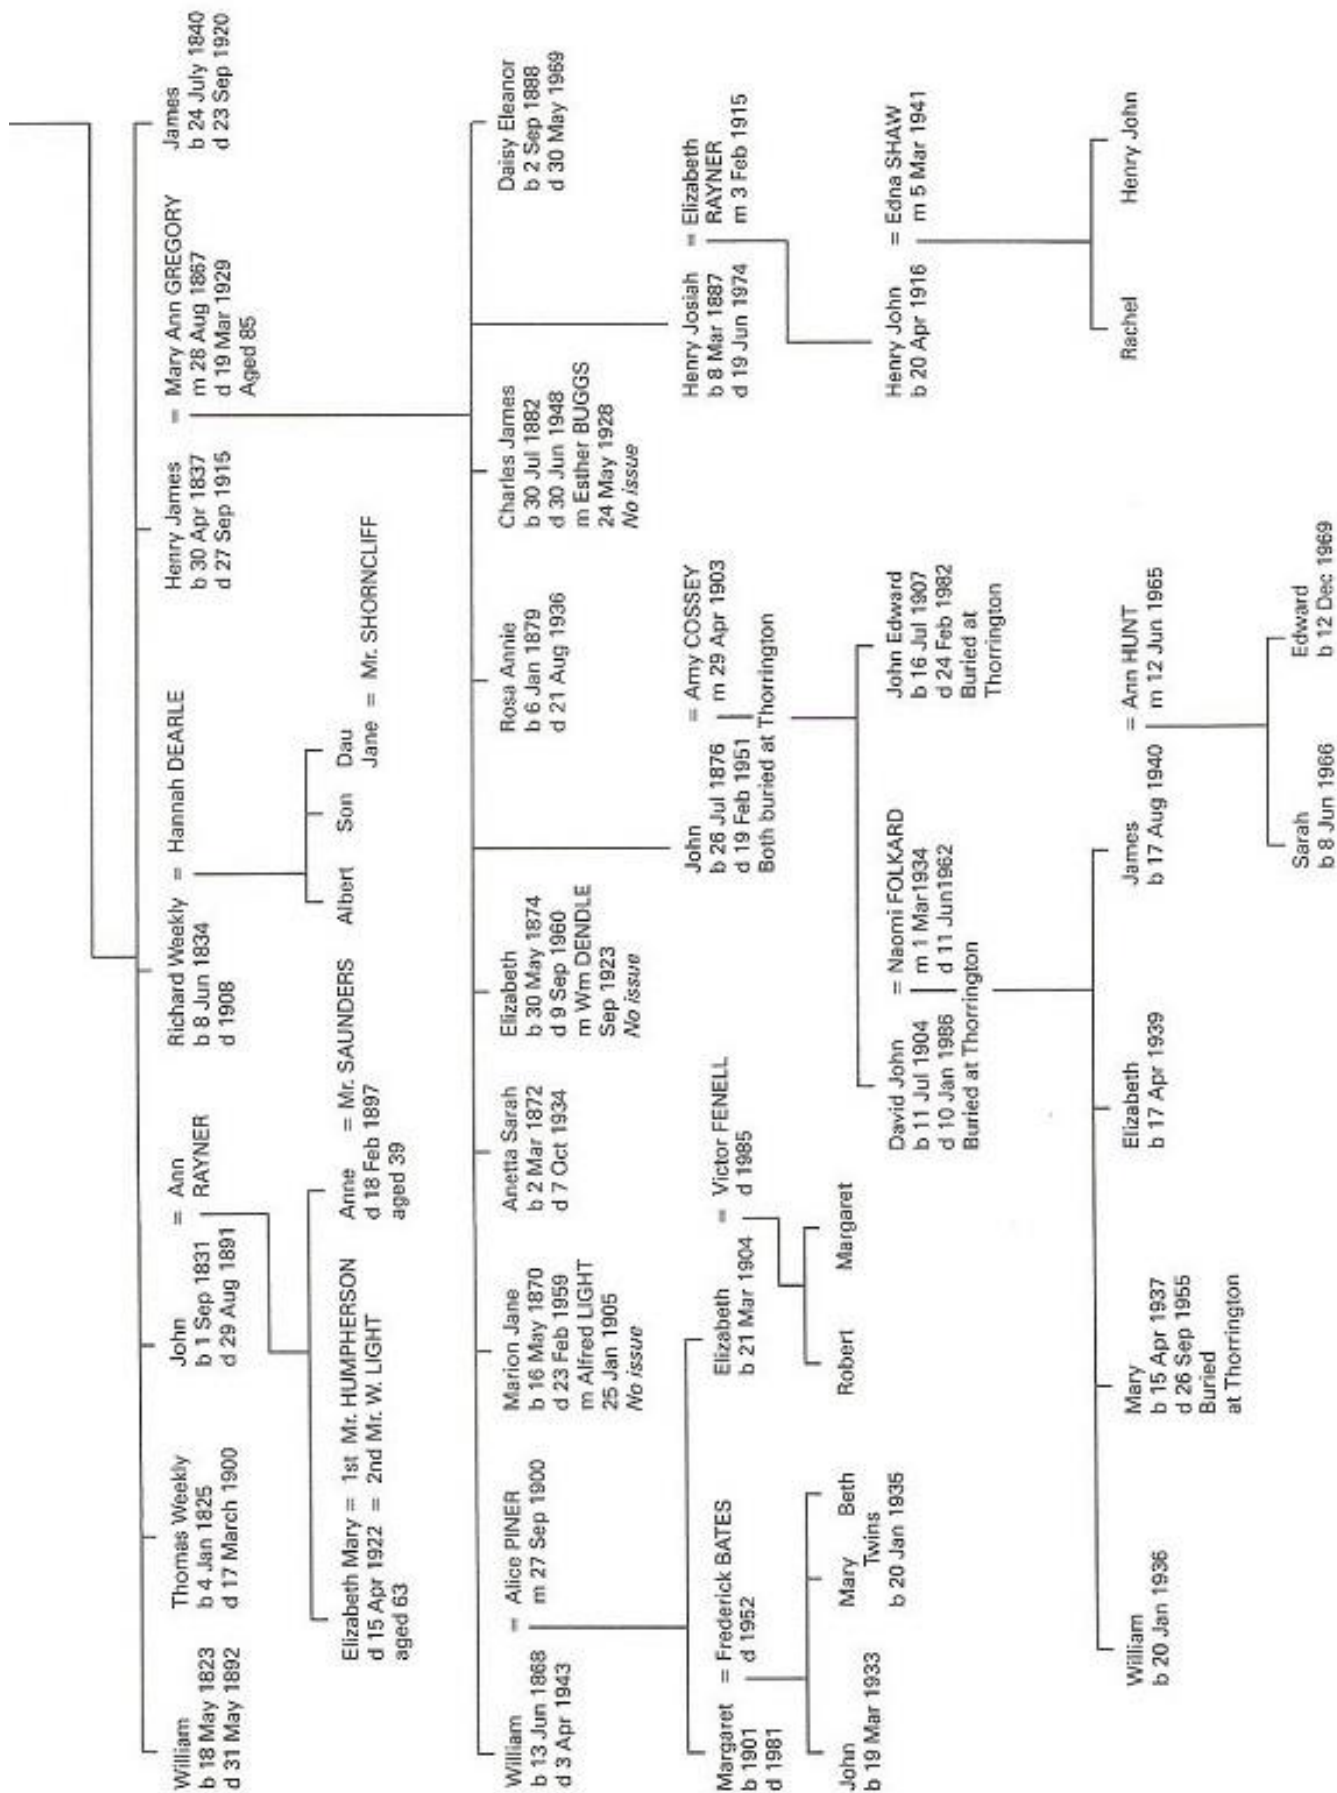 William
b 18 May 1823
d 31 May 1892
Thomas Weekly
b 4 Jan 1825
d 17 March 1900
John
b 1 Sep 1831
d 29 Aug 1891
= Ann
RAYNER
Richard Weekly
b 8 Jun 1834
d 1908
= Hannah DEARLE
Henry James
b 30 Apr 1837
d 27 Sep 1915
= Mary Ann GREGORY
m 28 Aug 1867
d 19 Mar 1929
Aged 85
James
b 24 July 1840
d 23 Sep 1920
Elizabeth Mary = 1st Mr. HUMPHERSON
d 15 Apr 1922 = 2nd Mr. W. LIGHT
aged 63
Anne = Mr. SAUNDERS
d 18 Feb 1897
aged 39
Albert
Son
Dau
Jane = Mr. SHORNCLIFF
William
b 13 Jun 1868
d 3 Apr 1943
= Alice PINER
m 27 Sep 1900
Marion Jane
b 16 May 1870
d 23 Feb 1959
m Alfred LIGHT
25 Jan 1905
No issue
Anetta Sarah
b 2 Mar 1872
d 7 Oct 1934
Elizabeth
b 30 May 1874
d 9 Sep 1960
m Wm DENDLE
Sep 1923
No issue
Rosa Annie
b 6 Jan 1879
d 21 Aug 1936
Charles James
b 30 Jul 1882
d 30 Jun 1948
m Esther BUGGS
24 May 1928
No issue
Daisy Eleanor
b 2 Sep 1888
d 30 May 1969
Margaret = Frederick BATES
b 1901 d 1952
d 1981
Elizabeth
b 21 Mar 1904
= Victor FENELL
d 1985
John
b 26 Jul 1876
d 19 Feb 1951
= Amy COSSEY
m 29 Apr 1903
Both buried at Thorrington
Henry Josiah
b 8 Mar 1887
d 19 Jun 1974
= Elizabeth
RAYNER
m 3 Feb 1915
John
b 19 Mar 1933
Mary Beth
Twins
b 20 Jan 1935
Robert
Margaret
David John
b 11 Jul 1904
d 10 Jan 1986
= Naomi FOLKARD
m 1 Mar1934
d 11 Jun1962
Buried at Thorrington
John Edward
b 16 Jul 1907
d 24 Feb 1982
Buried at
Thorrington
Henry John
b 20 Apr 1916
= Edna SHAW
m 5 Mar 1941
William
b 20 Jan 1936
Mary
b 15 Apr 1937
d 26 Sep 1955
Buried
at Thorrington
Elizabeth
b 17 Apr 1939
James
b 17 Aug 1940
= Ann HUNT
m 12 Jun 1965
Rachel
Henry John
Sarah
b 8 Jun 1966
Edward
b 12 Dec 1969